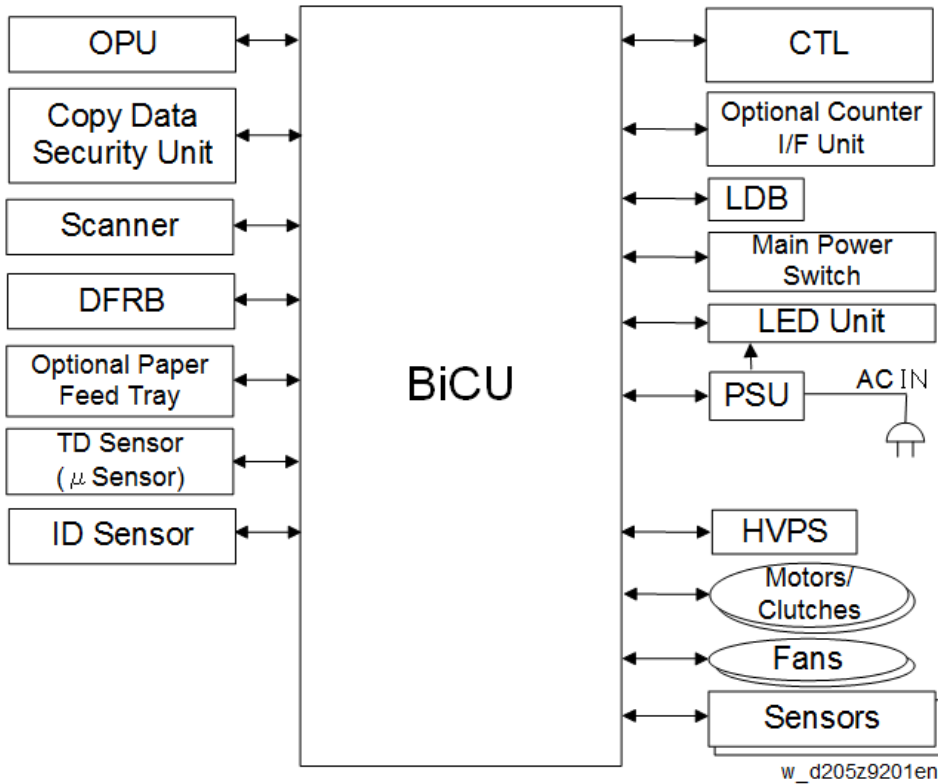 OPU
Copy Data
Security Unit
Scanner
DFRB
Optional Paper
Feed Tray
TD Sensor
(μ Sensor)
ID Sensor
BiCU
CTL
Optional Counter
I/F Unit
LDB
Main Power
Switch
LED Unit
PSU
AC IN
HVPS
Motors/
Clutches
Fans
Sensors
w_d205z9201en